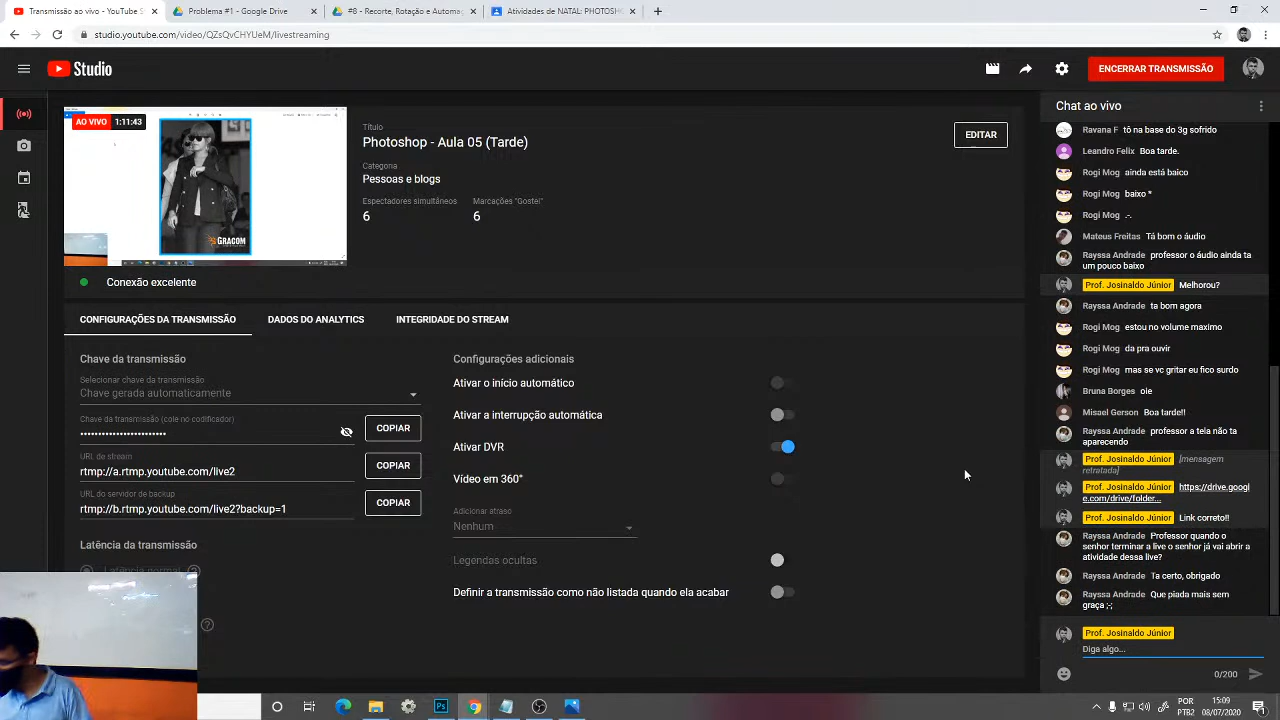 Transmissão ao vivo - YouTube S
Problema #1 - Google Drive
#8 - Recorte, Rotação e Automaç
Atividades de NATAL: PHOTOSH
studio.youtube.com/video/QZsQvCHYUeM/livestreaming
Studio
ENCERRAR TRANSMISSÃO
AO VIVO 1:11:43
GRACOM
Título
Photoshop - Aula 05 (Tarde)
EDITAR
Categoria
Pessoas e blogs
Espectadores simultâneos
Marcações "Gostei"
6
6
Conexão excelente
CONFIGURAÇÕES DA TRANSMISSÃO
DADOS DO ANALYTICS
INTEGRIDADE DO STREAM
Chave da transmissão
Selecionar chave da transmissão
Chave gerada automaticamente
Chave da transmissão (cole no codificador)
••••••••••••••••••••••••
COPIAR
URL de stream
rtmp://a.rtmp.youtube.com/live2
COPIAR
URL do servidor de backup
rtmp://b.rtmp.youtube.com/live2?backup=1
COPIAR
Latência da transmissão
Latência normal
Configurações adicionais
Ativar o início automático
Ativar a interrupção automática
Ativar DVR
Vídeo em 360°
Adicionar atraso
Nenhum
Legendas ocultas
Definir a transmissão como não listada quando ela acabar
Chat ao vivo
Ravana F tô na base do 3g sofrido
Leandro Felix Boa tarde.
Rogi Mog ainda está baico
Rogi Mog baixo *
Rogi Mog -.-
Mateus Freitas Tá bom o áudio
Rayssa Andrade professor o audio ainda ta
um pouco baixo
Prof. Josinaldo Júnior Melhorou?
Rayssa Andrade ta bom agora
Rogi Mog estou no volume maximo
Rogi Mog da pra ouvir
Rogi Mog mas se vc gritar eu fico surdo
Bruna Borges oie
Misael Gerson Boa tarde!!
Rayssa Andrade professor a tela não ta
aparecendo
Prof. Josinaldo Júnior [mensagem
retratada]
Prof. Josinaldo Júnior https://drive.googl
e.com/drive/folder...
Prof. Josinaldo Júnior Link correto!!
Rayssa Andrade Professor quando o
senhor terminar a live o senhor já vai abrir a
atividade dessa live?
Rayssa Andrade Ta certo, obrigado
Rayssa Andrade Que piada mais sem
graça ;-;
Prof. Josinaldo Júnior
Diga algo...
0/200
POR
PTB2
15:09
08/07/2020